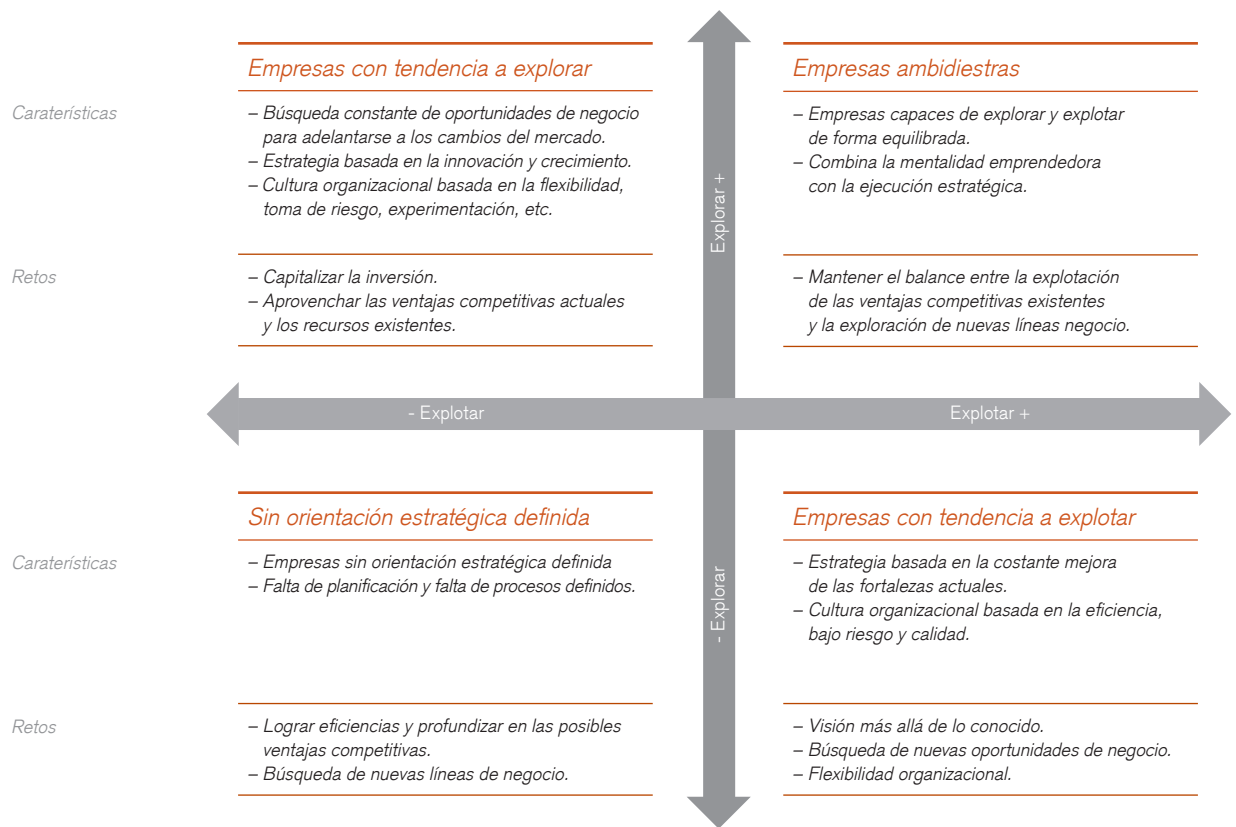 Empresas con tendencia a explorar
Caraterísticas
– Búsqueda constante de oportunidades de negocio
para adelantarse a los cambios del mercado.
– Estrategia basada en la innovación y crecimiento.
– Cultura organizacional basada en la flexibilidad,
toma de riesgo, experimentación, etc.
Retos
– Capitalizar la inversión.
– Aprovenchar las ventajas competitivas actuales
y los recursos existentes.
Empresas ambidiestras
– Empresas capaces de explorar y explotar
de forma equilibrada.
– Combina la mentalidad emprendedora
con la ejecución estratégica.
– Mantener el balance entre la explotación
de las ventajas competitivas existentes
y la exploración de nuevas líneas negocio.
Explorar +
- Explotar
Explotar +
- Explorar
Sin orientación estratégica definida
Caraterísticas
– Empresas sin orientación estratégica definida
– Falta de planificación y falta de procesos definidos.
Retos
– Lograr eficiencias y profundizar en las posibles
ventajas competitivas.
– Búsqueda de nuevas líneas de negocio.
Empresas con tendencia a explotar
– Estrategia basada en la costante mejora
de las fortalezas actuales.
– Cultura organizacional basada en la eficiencia,
bajo riesgo y calidad.
– Visión más allá de lo conocido.
– Búsqueda de nuevas oportunidades de negocio.
– Flexibilidad organizacional.